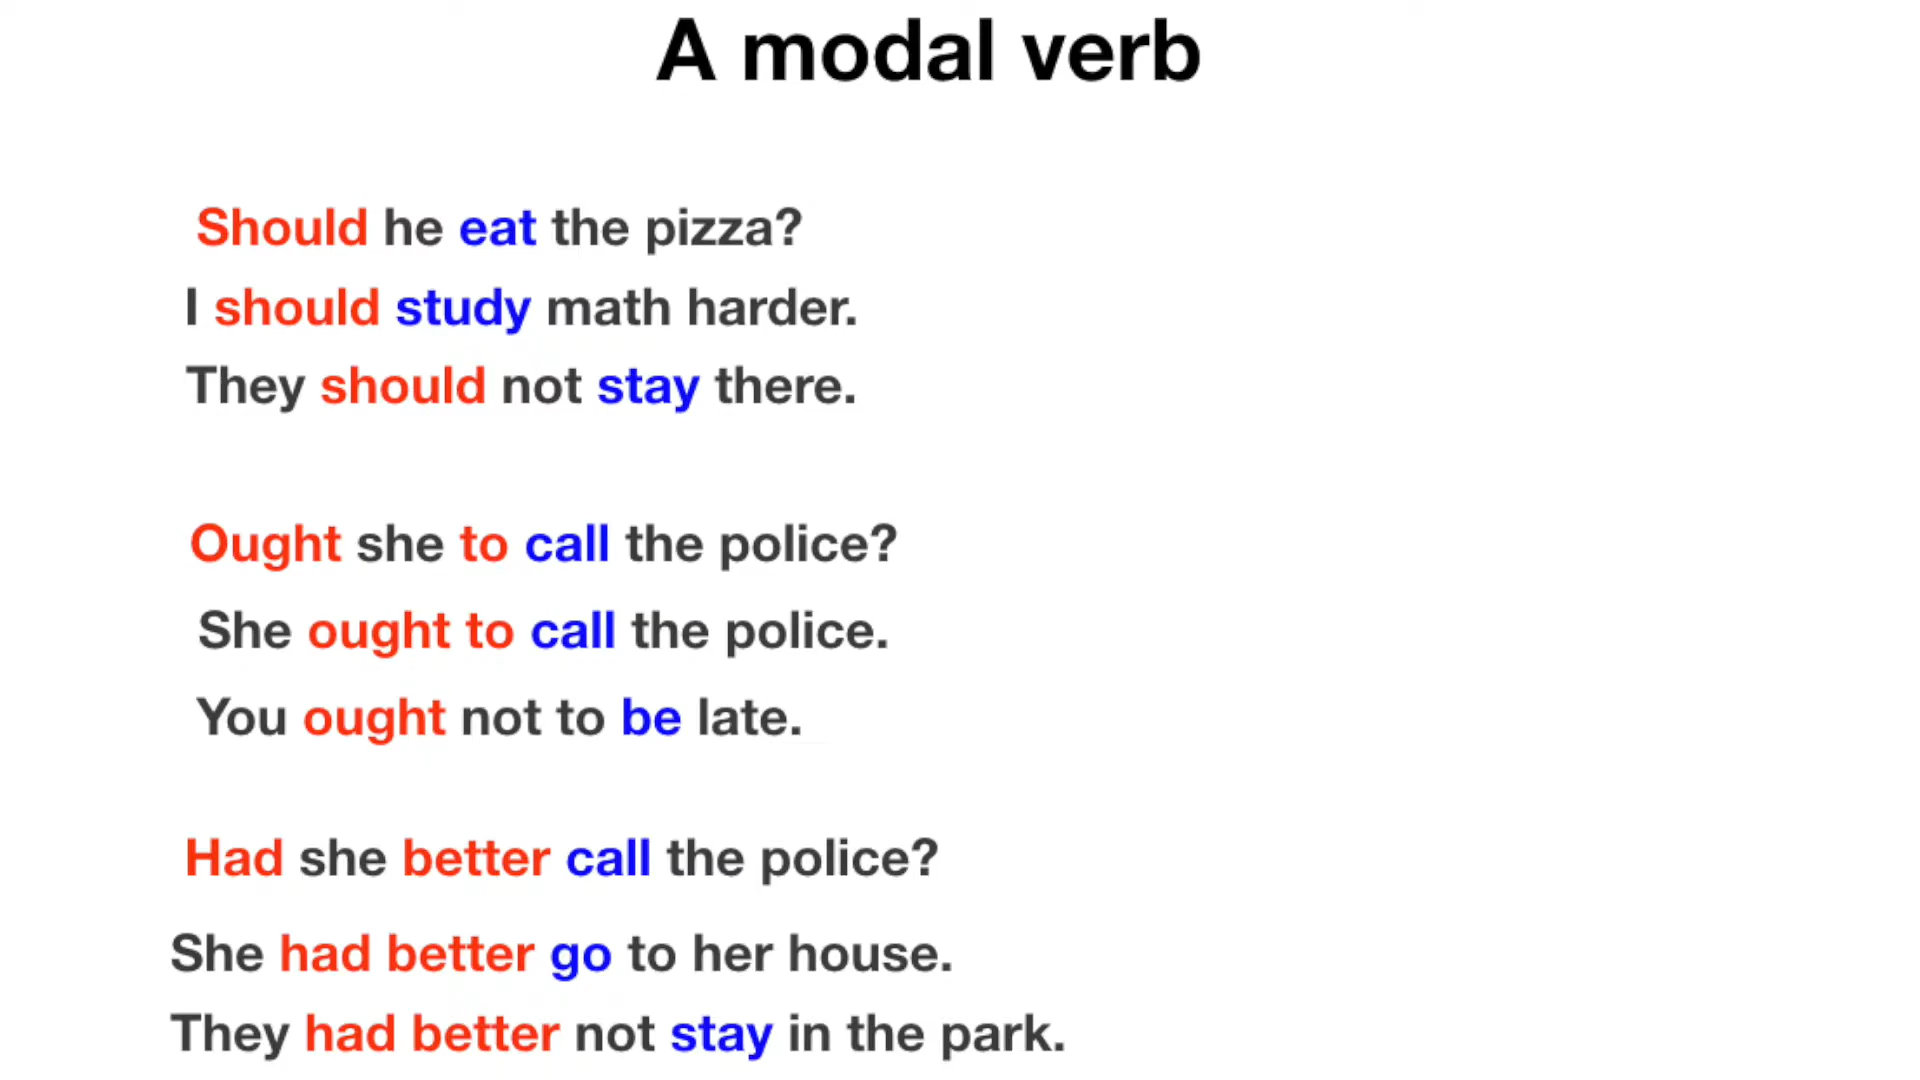 A modal verb
Should he eat the pizza?
I should study math harder.
They should not stay there.
Ought she to call the police?
She ought to call the police.
You ought not to be late.
Had she better call the police?
She had better go to her house.
They had better not stay in the park.